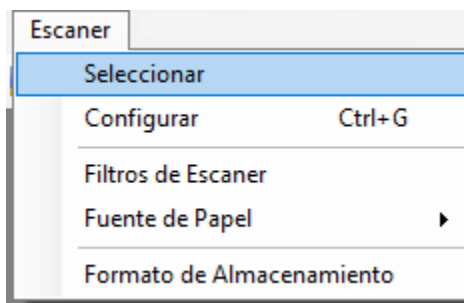 Escaner
Seleccionar
Configurar Ctrl+G
Filtros de Escaner
Fuente de Papel
Formato de Almacenamiento